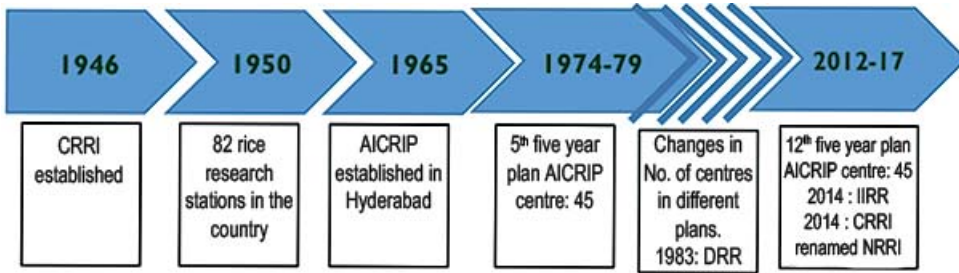 1946
1950
1965
1974-79
2012-17
CRRI
established
82 rice
research
stations in the
country
AICRIP
established in
Hyderabad
5th five year
plan AICRIP
centre: 45
Changes in
No. of centres
in different
plans.
1983: DRR
12th five year plan
AICRIP centre: 45
2014 : IIRR
2014 : CRRI
renamed NRRI